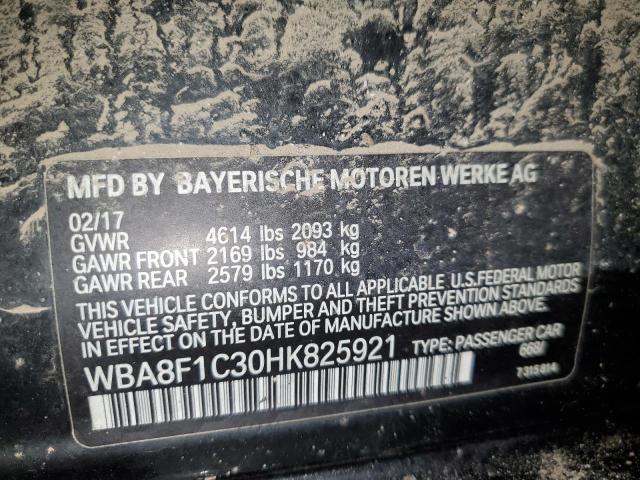 MFD BY BAYERISCHE MOTOREN WERKE AG
02/17
GVWR 4614 lbs 2093 kg
GAWR FRONT 2169 lbs 984 kg
GAWR REAR 2579 lbs 1170 kg
THIS VEHICLE CONFORMS TO ALL APPLICABLE U.S.FEDERAL MOTOR
VEHICLE SAFETY, BUMPER AND THEFT PREVENTION STANDARDS
IN EFFECT ON THE DATE OF MANUFACTURE SHOWN ABOVE.
WBA8F1C30HK825921 TYPE: PASSENGER CAR
668/
7315814